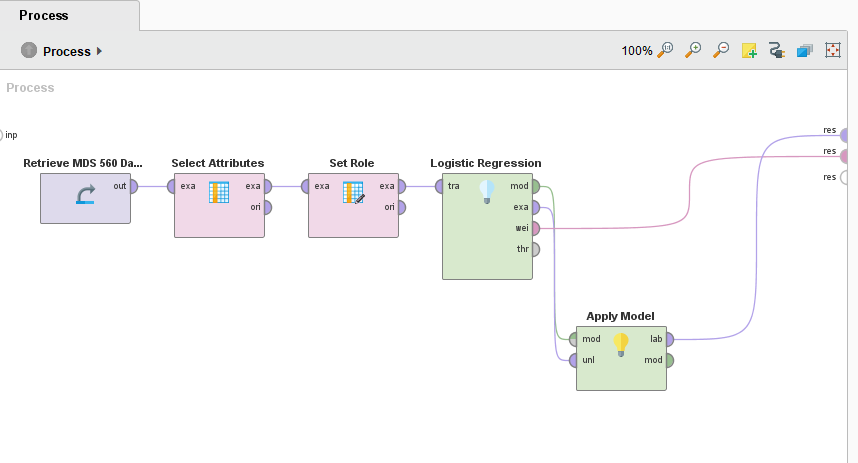 Process
Process
100%
Process
inp
res
res
res
Retrieve MDS 560 Da...
out
Select Attributes
exa
exa
ori
Set Role
exa
exa
ori
Logistic Regression
tra
mod
exa
wei
thr
Apply Model
mod
lab
unl
mod